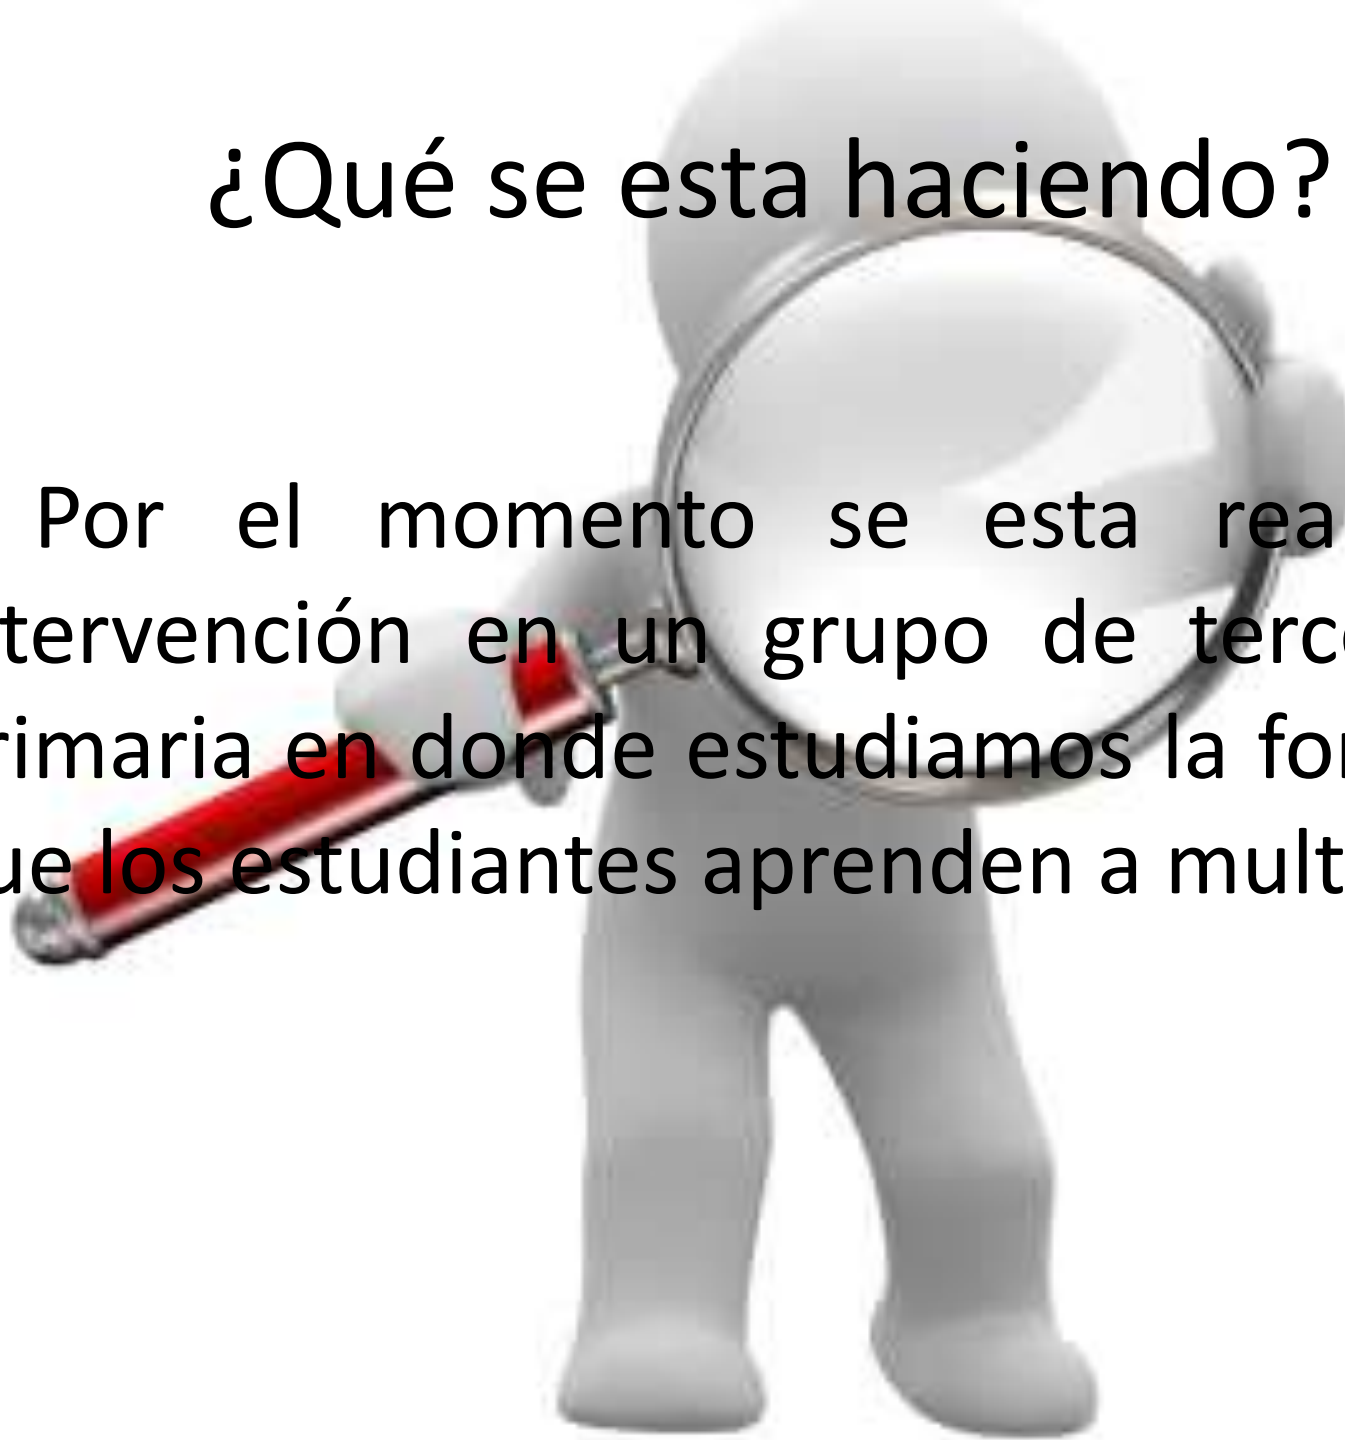 ¿Qué se esta haciendo?
Por el momento se esta rea
tervención en un grupo de terc
rimaria en donde estudiamos la for
ue los estudiantes aprenden a mult